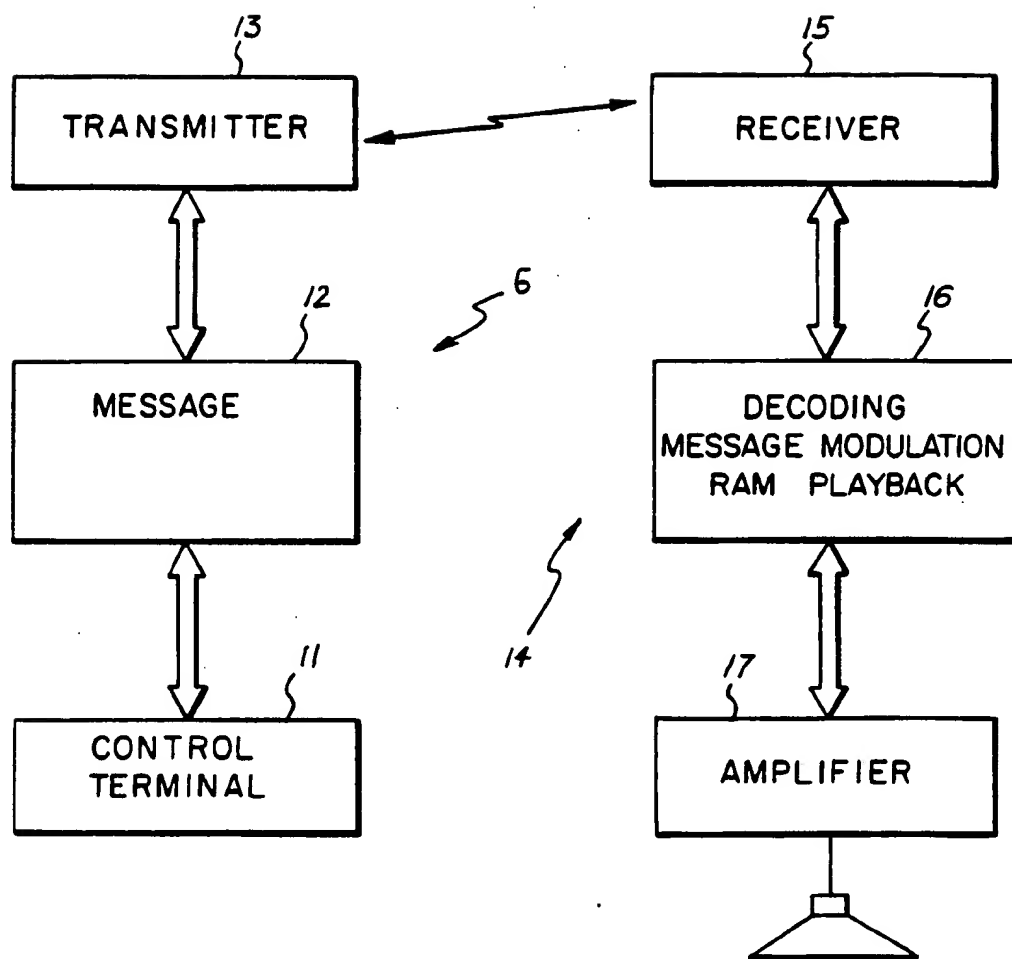 13
TRANSMITTER
15
RECEIVER
12
MESSAGE
6
16
DECODING
MESSAGE MODULATION
RAM PLAYBACK
14
11
CONTROL
TERMINAL
17
AMPLIFIER